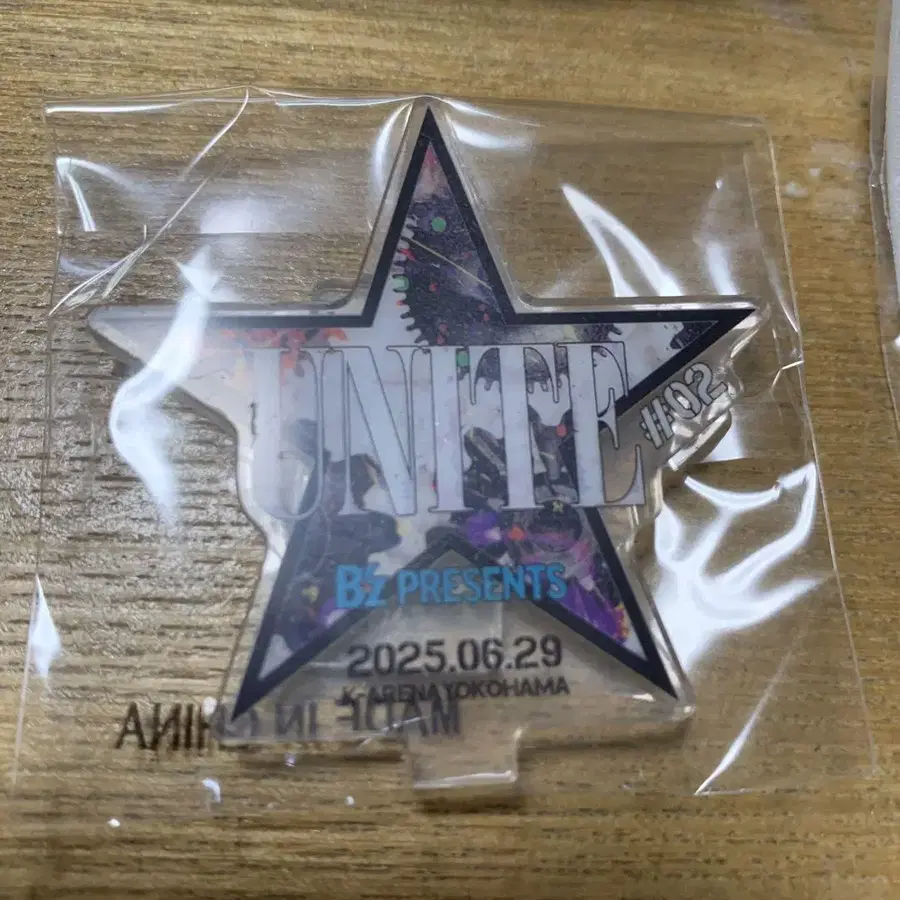 UNITE
#02
B'z PRESENTS
2025.06.29
K-ARENA YOKOHAMA
MADE IN CHINA